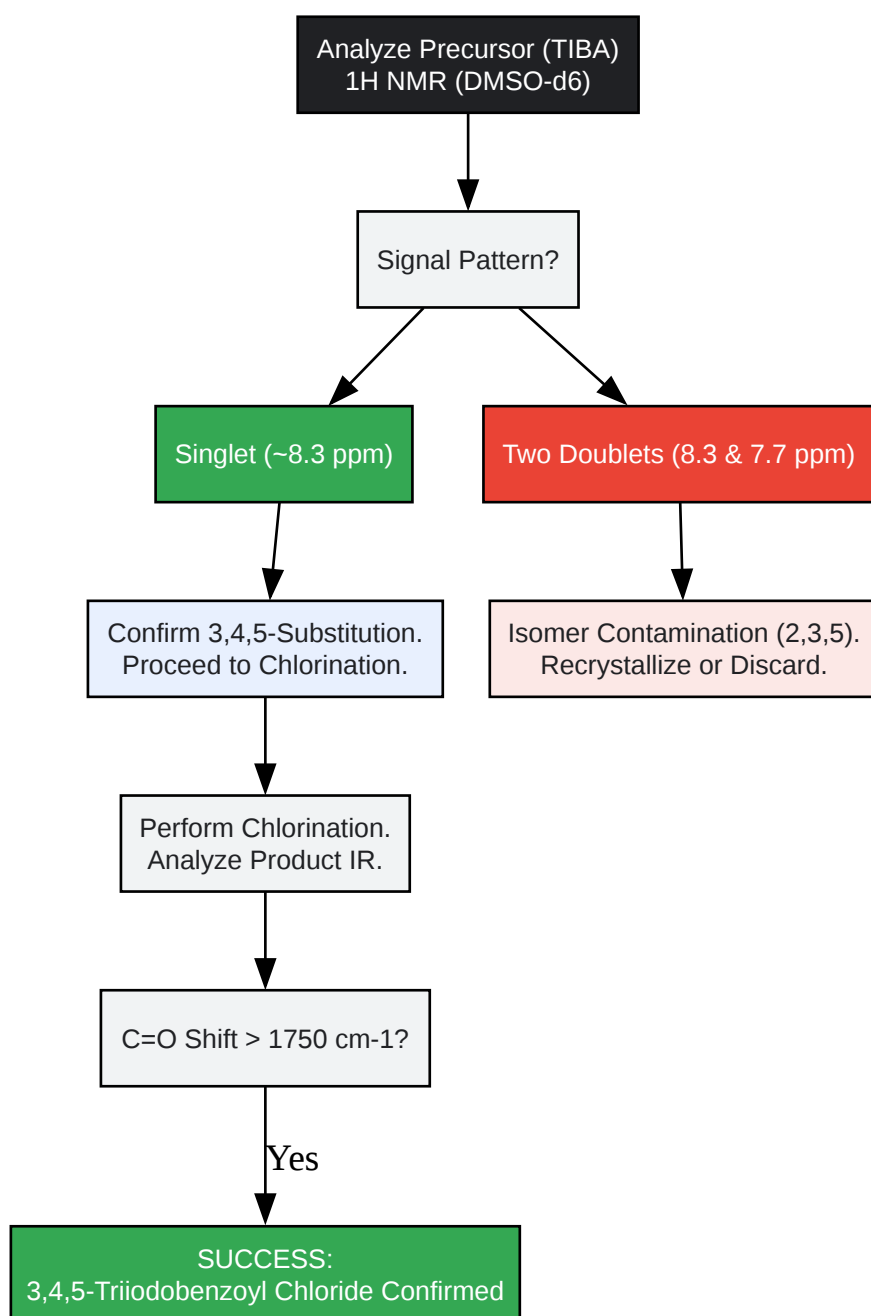 Analyze Precursor (TIBA)
1H NMR (DMSO-d6)
Signal Pattern?
Singlet (~8.3 ppm)
Two Doublets (8.3 & 7.7 ppm)
Confirm 3,4,5-Substitution.
Proceed to Chlorination.
Isomer Contamination (2,3,5).
Recrystallize or Discard.
Perform Chlorination.
Analyze Product IR.
C=O Shift > 1750 cm-1?
Yes
SUCCESS:
3,4,5-Triiodobenzoyl Chloride Confirmed